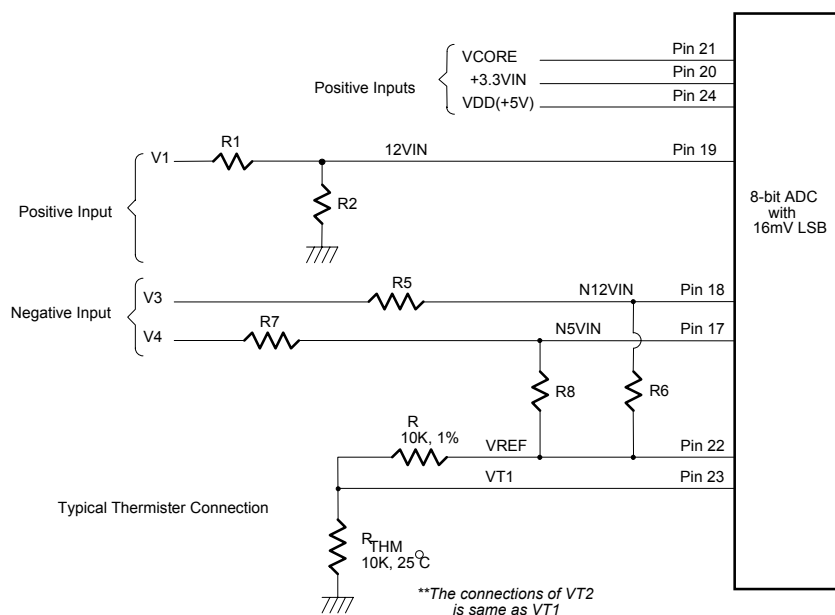 Pin 21
VCORE
Pin 20
+3.3VIN
Positive Inputs
Pin 24
VDD(+5V)
R1
V1
12VIN
Pin 19
8-bit ADC
with
16mV LSB
R2
Positive Input
R5
V3
N12VIN
Pin 18
Negative Input
R7
V4
N5VIN
Pin 17
R8
R6
R
10K, 1%
VREF
Pin 22
VT1
Pin 23
Typical Thermister Connection
RTHM
10K, 25°C
**The connections of VT2
is same as VT1